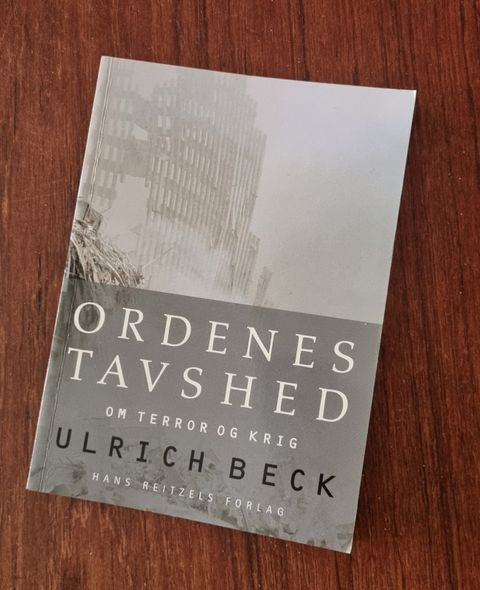 ORDENES
TAVSHED
OM TERROR OG KRIG
ULRICH BECK
HANS REITZELS FORLAG